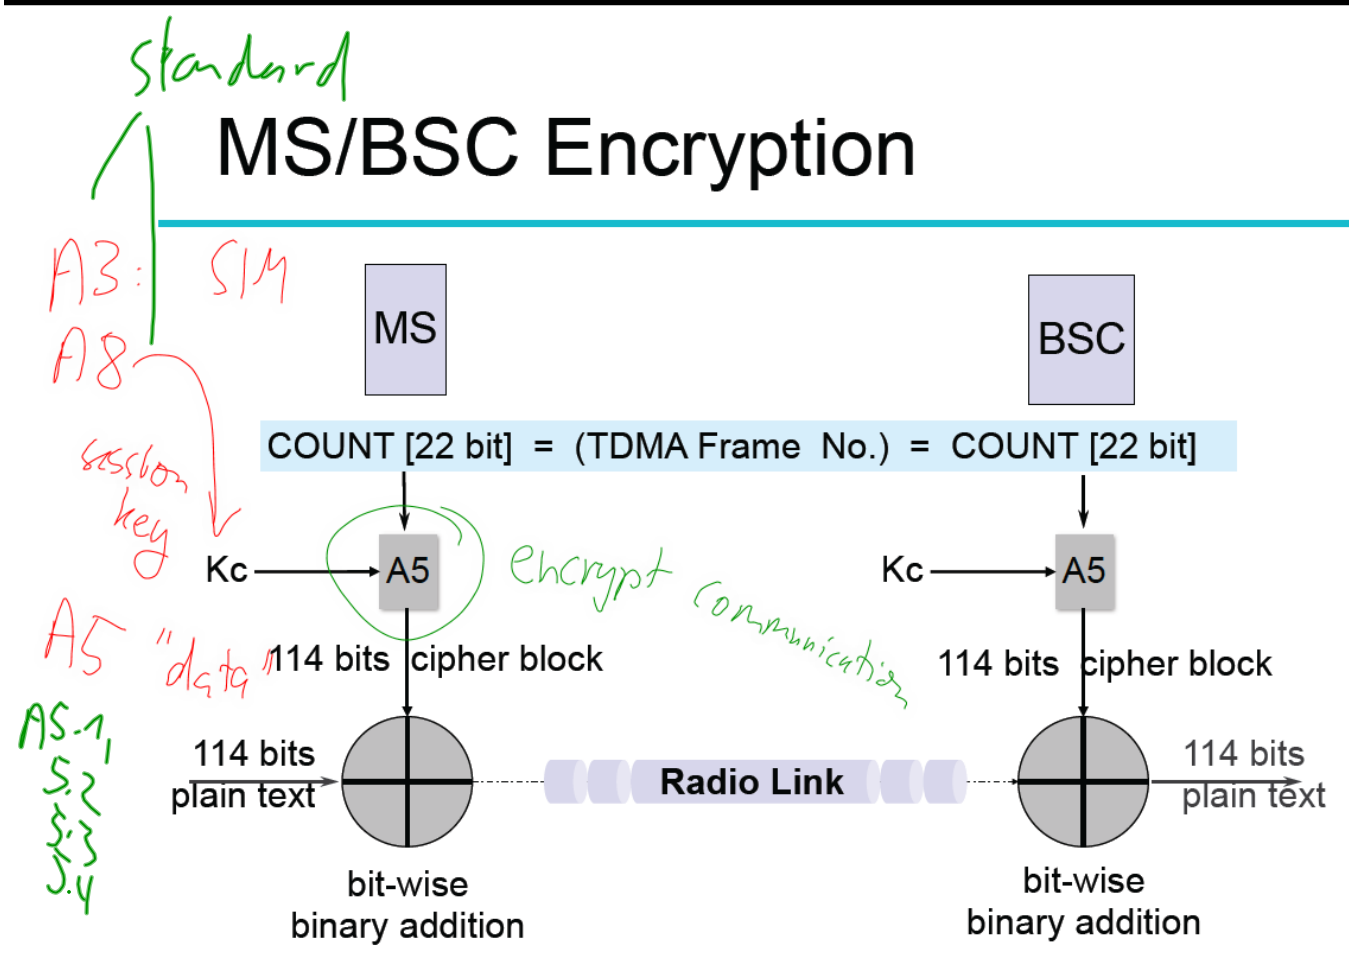 standard
MS/BSC Encryption
A3: SIM
A8
MS
BSC
COUNT [22 bit] = (TDMA Frame No.) = COUNT [22 bit]
session
key
Kc
A5
encrypt communication
Kc
A5
A5 "data"
114 bits cipher block
114 bits cipher block
A5.1,
5.2
5.3
5.4
114 bits
plain text
Radio Link
114 bits
plain text
bit-wise
binary addition
bit-wise
binary addition